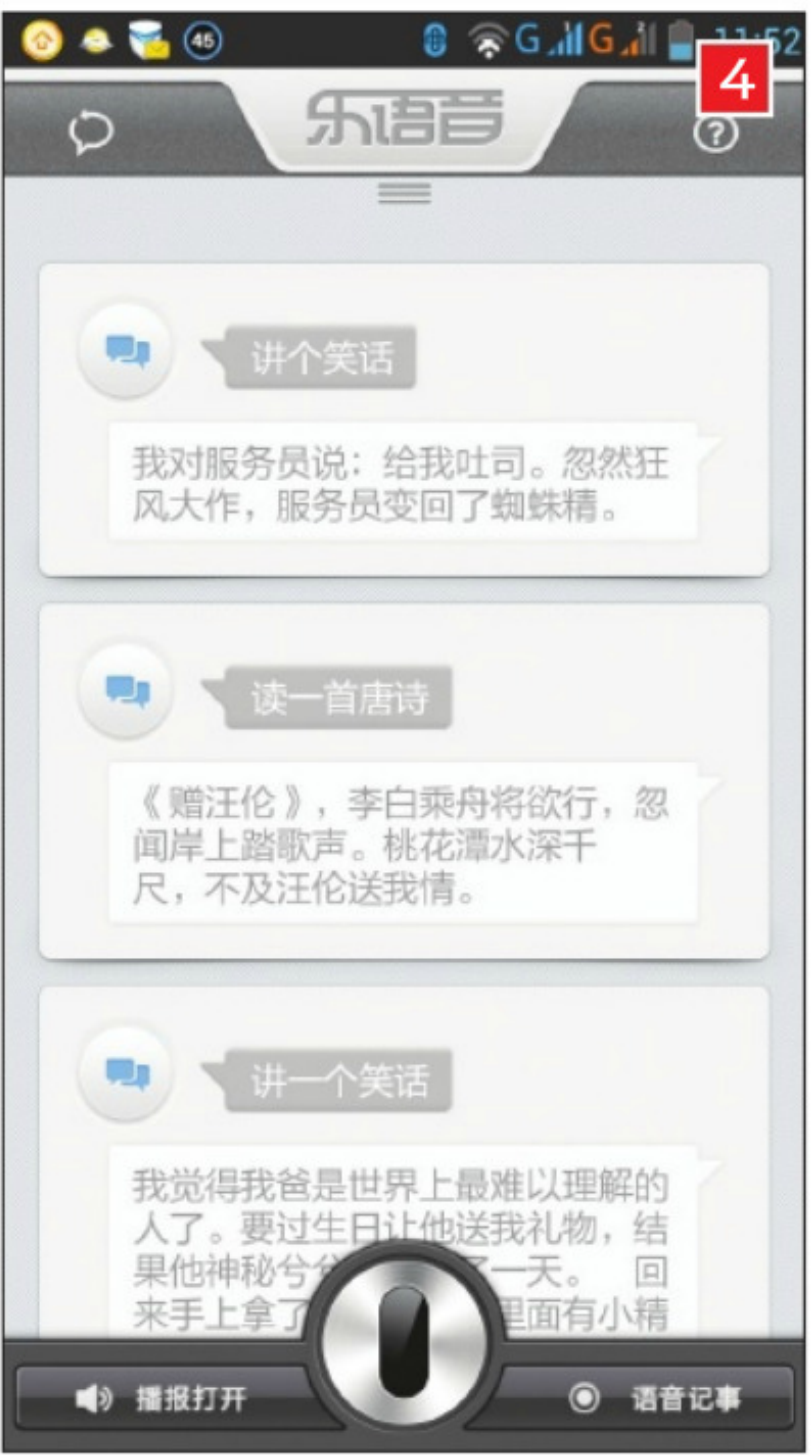 45 G G 11:52
4
乐语音
讲个笑话
我对服务员说：给我吐司。忽然狂
风大作，服务员变回了蜘蛛精。
读一首唐诗
《赠汪伦》，李白乘舟将欲行，忽
闻岸上踏歌声。桃花潭水深千
尺，不及汪伦送我情。
讲一个笑话
我觉得我爸是世界上最难以理解的
人了。要过生日让他送我礼物，结
果他神秘兮 了一天。 回
来手上拿了 里面有小精
播报打开 语音记事